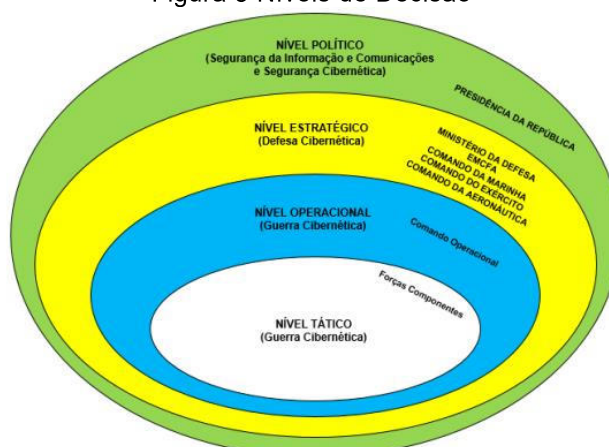 Figura 3 Níveis de Decisão
NÍVEL POLÍTICO
(Segurança da Informação e Comunicações
e Segurança Cibernética)
PRESIDÊNCIA DA REPÚBLICA
NÍVEL ESTRATÉGICO
(Defesa Cibernética)
MINISTÉRIO DA DEFESA
EMCFA
COMANDO DA MARINHA
COMANDO DO EXÉRCITO
COMANDO DA AERONÁUTICA
NÍVEL OPERACIONAL
(Guerra Cibernética)
Comando Operacional
Forças Componentes
NÍVEL TÁTICO
(Guerra Cibernética)